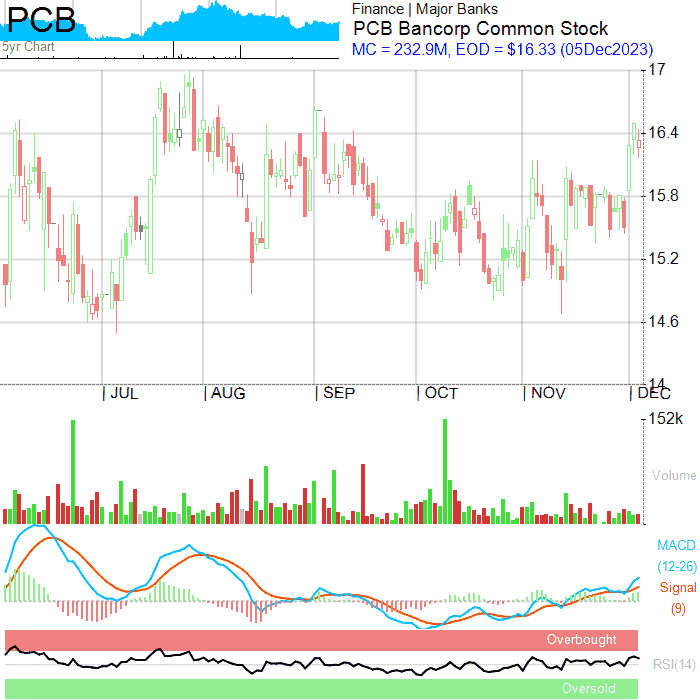 PCB
5yr Chart
Finance | Major Banks
PCB Bancorp Common Stock
MC = 232.9M, EOD = $16.33 (05Dec2023)
17
16.4
15.8
15.2
14.6
14
| JUL | AUG | SEP | OCT | NOV | DEC
152k
Volume
MACD
(12-26)
Signal
(9)
Overbought
RSI(14)
Oversold